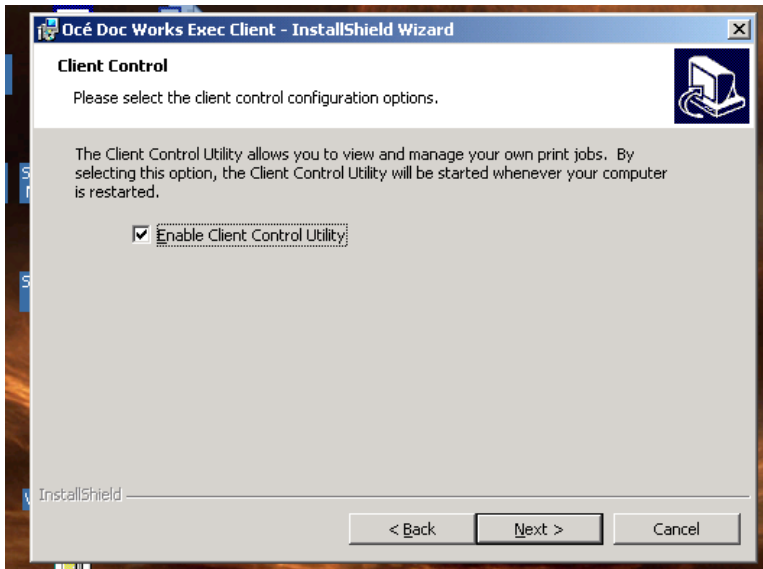 Océ Doc Works Exec Client - InstallShield Wizard
Client Control
Please select the client control configuration options.
The Client Control Utility allows you to view and manage your own print jobs. By
selecting this option, the Client Control Utility will be started whenever your computer
is restarted.
Enable Client Control Utility
InstallShield
< Back
Next >
Cancel